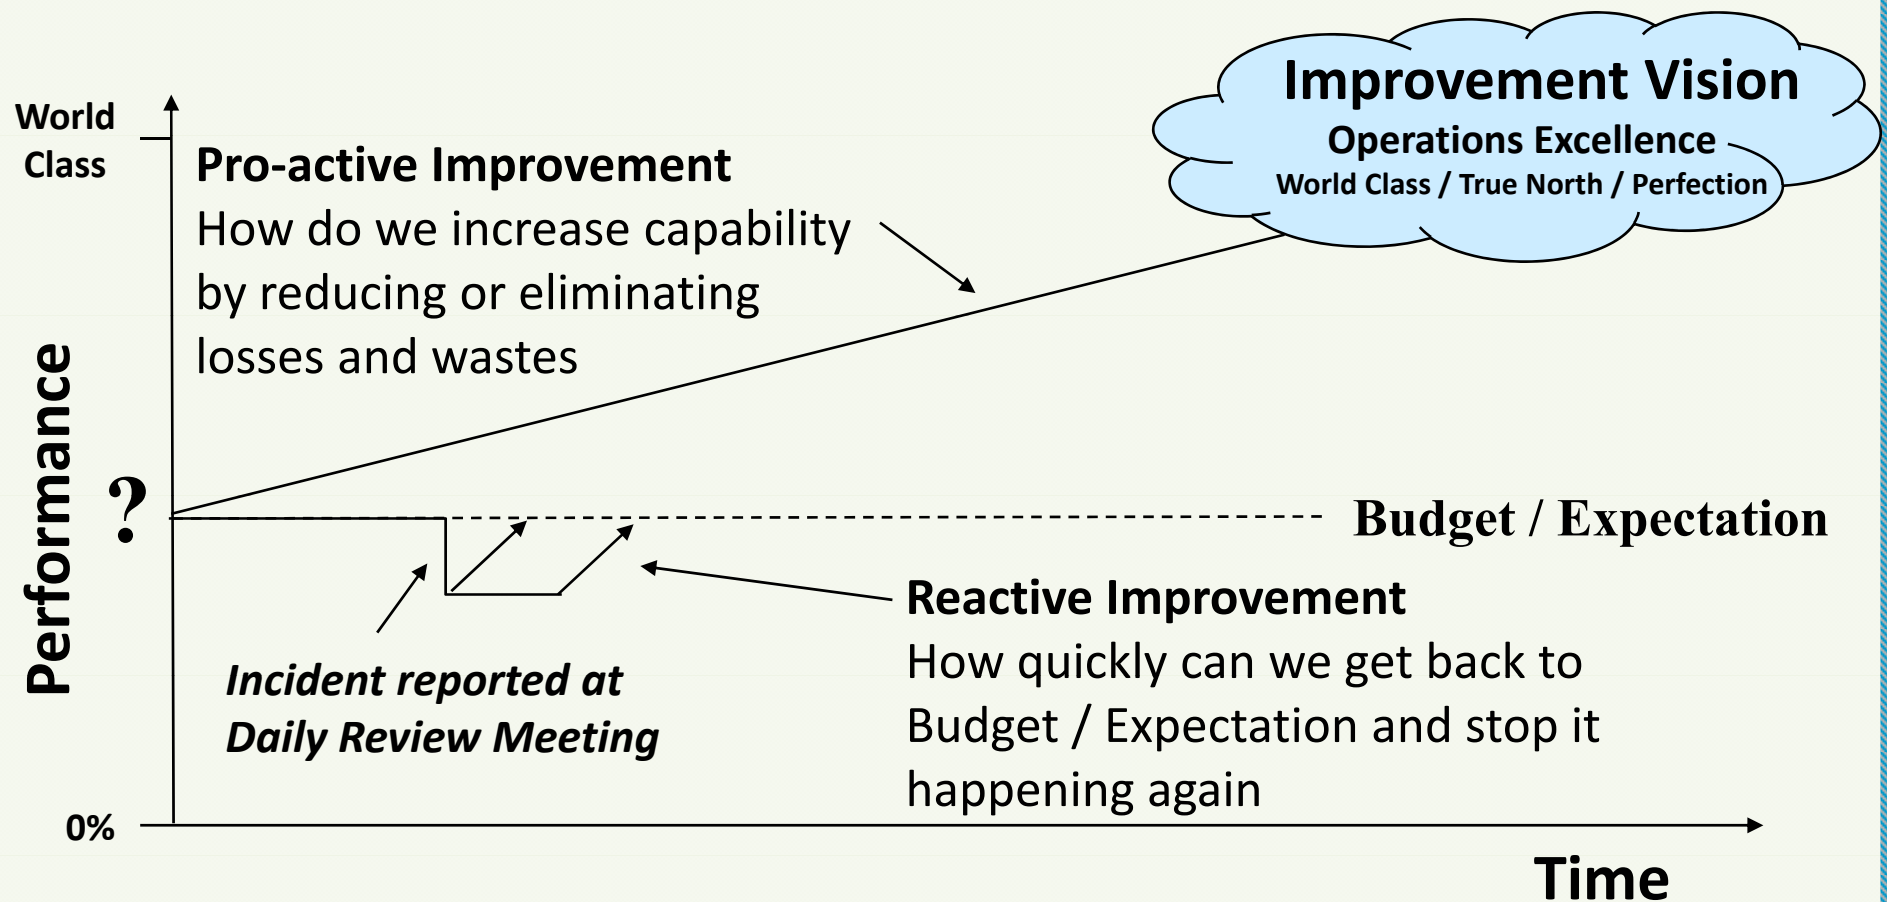 Improvement Vision
Operations Excellence
World Class / True North / Perfection
World
Class
Pro-active Improvement
How do we increase capability
by reducing or eliminating
losses and wastes
Performance
?
Budget / Expectation
Reactive Improvement
How quickly can we get back to
Budget / Expectation and stop it
happening again
Incident reported at
Daily Review Meeting
0%
Time